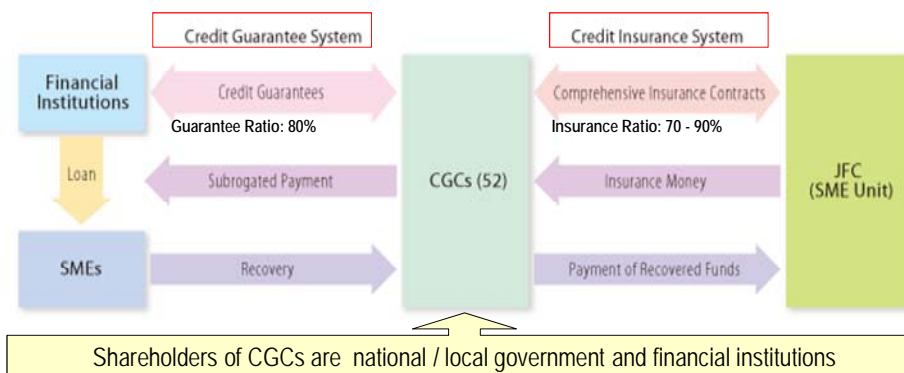 Credit Guarantee System
Credit Insurance System
Financial
Institutions
Credit Guarantees
Comprehensive Insurance Contracts
Guarantee Ratio: 80%
Insurance Ratio: 70 - 90%
Loan
Subrogated Payment
CGCs (52)
Insurance Money
JFC
(SME Unit)
SMEs
Recovery
Payment of Recovered Funds
Shareholders of CGCs are national / local government and financial institutions